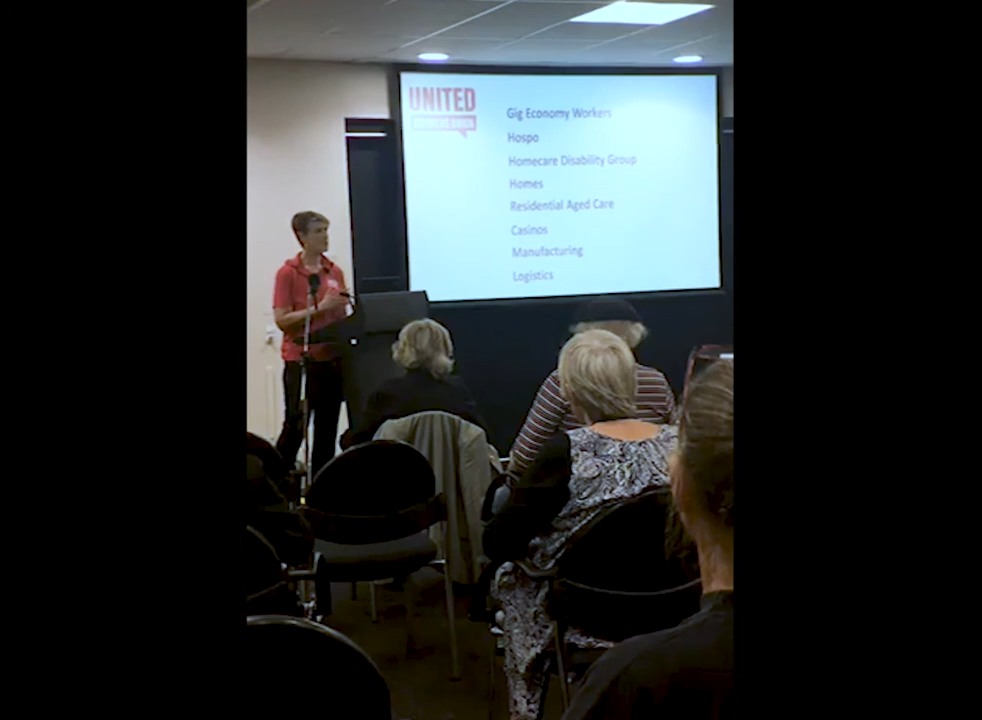 UNITED
Gig Economy Workers
Hospo
Homecare Disability Group
Homes
Residential Aged Care
Casinos
Manufacturing
Logistics